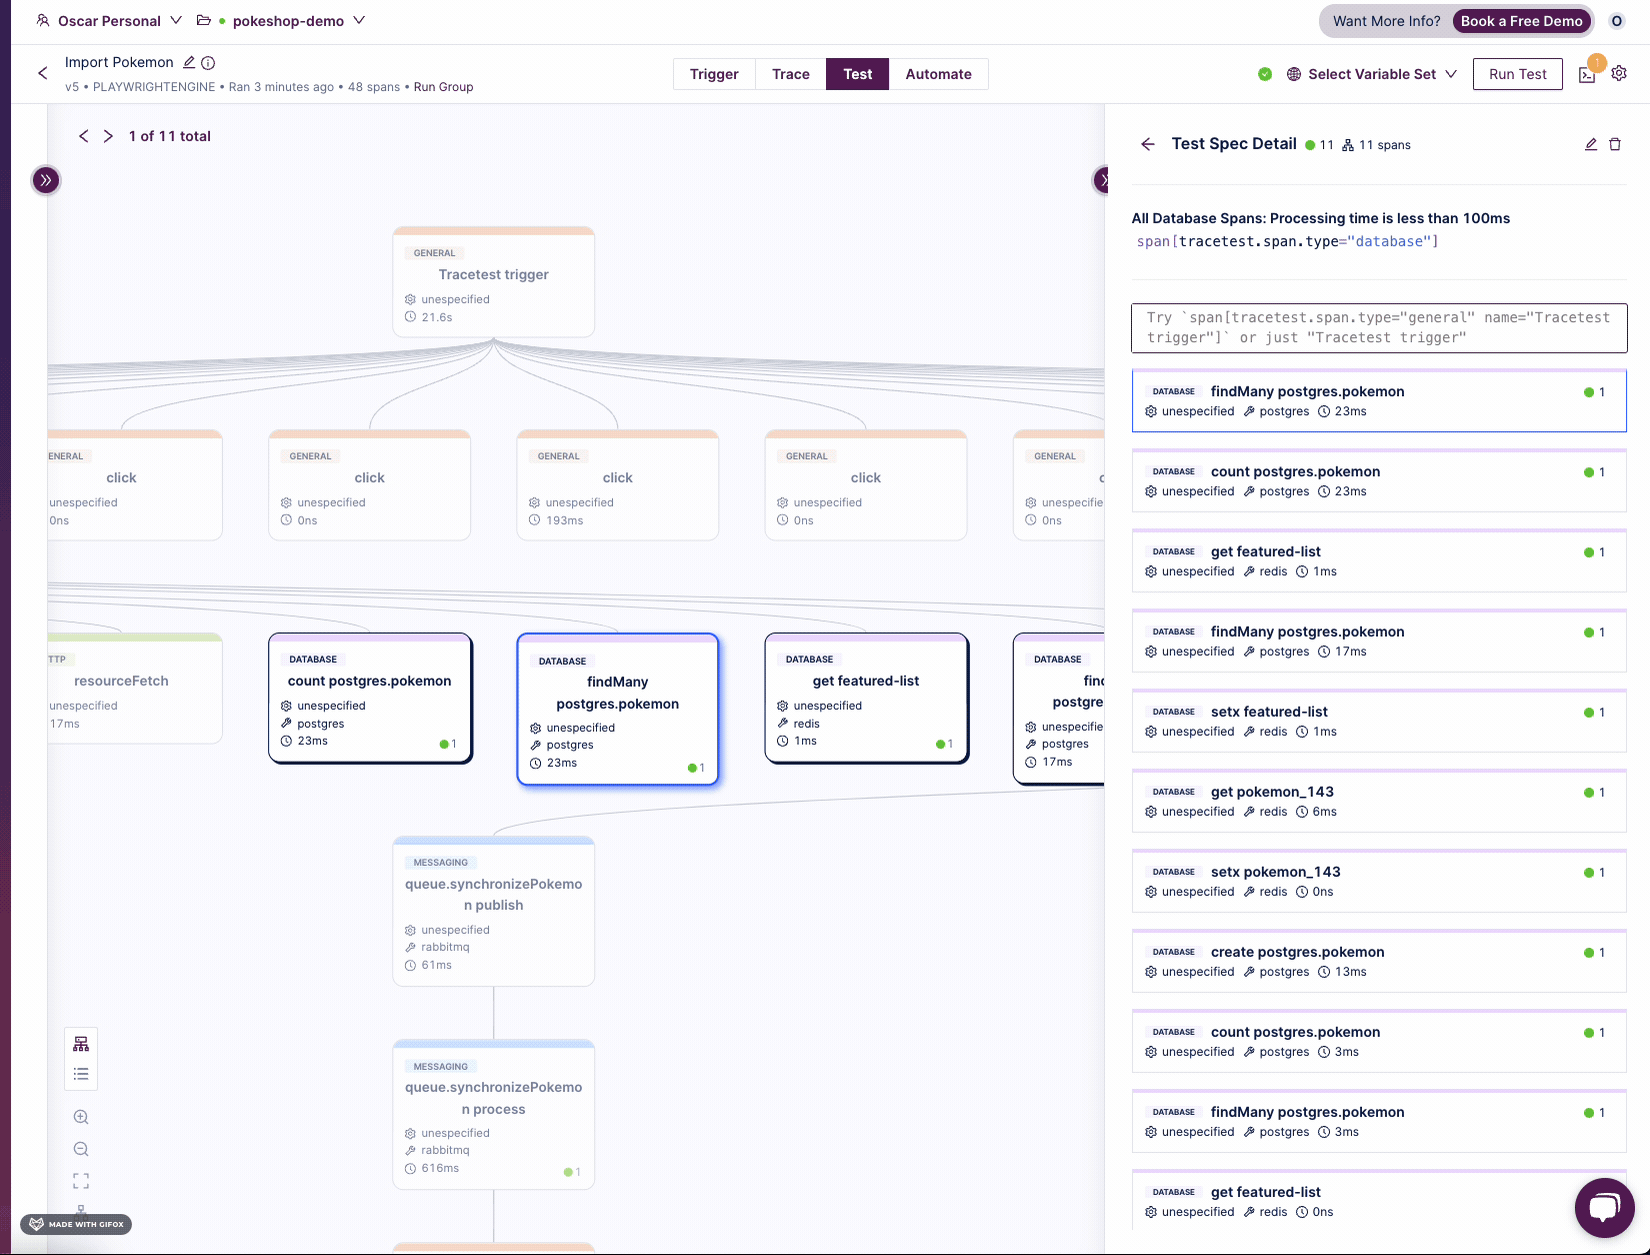 Oscar Personal pokeshop-demo Want More Info? Book a Free Demo O
Import Pokemon
v5 • PLAYWRIGHTENGINE • Ran 3 minutes ago • 48 spans • Run Group
Trigger Trace Test Automate
Select Variable Set Run Test 1
1 of 11 total
GENERAL
Tracetest trigger
unspecified
21.6s
ENERAL
click
unspecified
0ns
GENERAL
click
unspecified
0ns
GENERAL
click
unspecified
193ms
GENERAL
click
unspecified
0ns
GENERAL
c
unspecifie
0ns
TTP
resourceFetch
unspecified
17ms
DATABASE
count postgres.pokemon
unespecified
postgres
23ms
1
DATABASE
findMany
postgres.pokemon
unespecified
postgres
23ms
1
DATABASE
get featured-list
unespecified
redis
1ms
1
DATABASE
finc
postgre
unespecifie
postgres
17ms
MESSAGING
queue.synchronizePokemo
n publish
unespecified
rabbitmq
61ms
MESSAGING
queue.synchronizePokemo
n process
unespecified
rabbitmq
616ms
1
MADE WITH GIFOX
Test Spec Detail 11 11 spans
All Database Spans: Processing time is less than 100ms
span[tracetest.span.type="database"]
Try `span[tracetest.span.type="general" name="Tracetest
trigger"]` or just "Tracetest trigger"
DATABASE findMany postgres.pokemon 1
unespecified postgres 23ms
DATABASE count postgres.pokemon 1
unespecified postgres 23ms
DATABASE get featured-list 1
unespecified redis 1ms
DATABASE findMany postgres.pokemon 1
unespecified postgres 17ms
DATABASE setx featured-list 1
unespecified redis 1ms
DATABASE get pokemon_143 1
unespecified redis 6ms
DATABASE setx pokemon_143 1
unespecified redis 0ns
DATABASE create postgres.pokemon 1
unespecified postgres 13ms
DATABASE count postgres.pokemon 1
unespecified postgres 3ms
DATABASE findMany postgres.pokemon 1
unespecified postgres 3ms
DATABASE get featured-list
unespecified redis 0ns